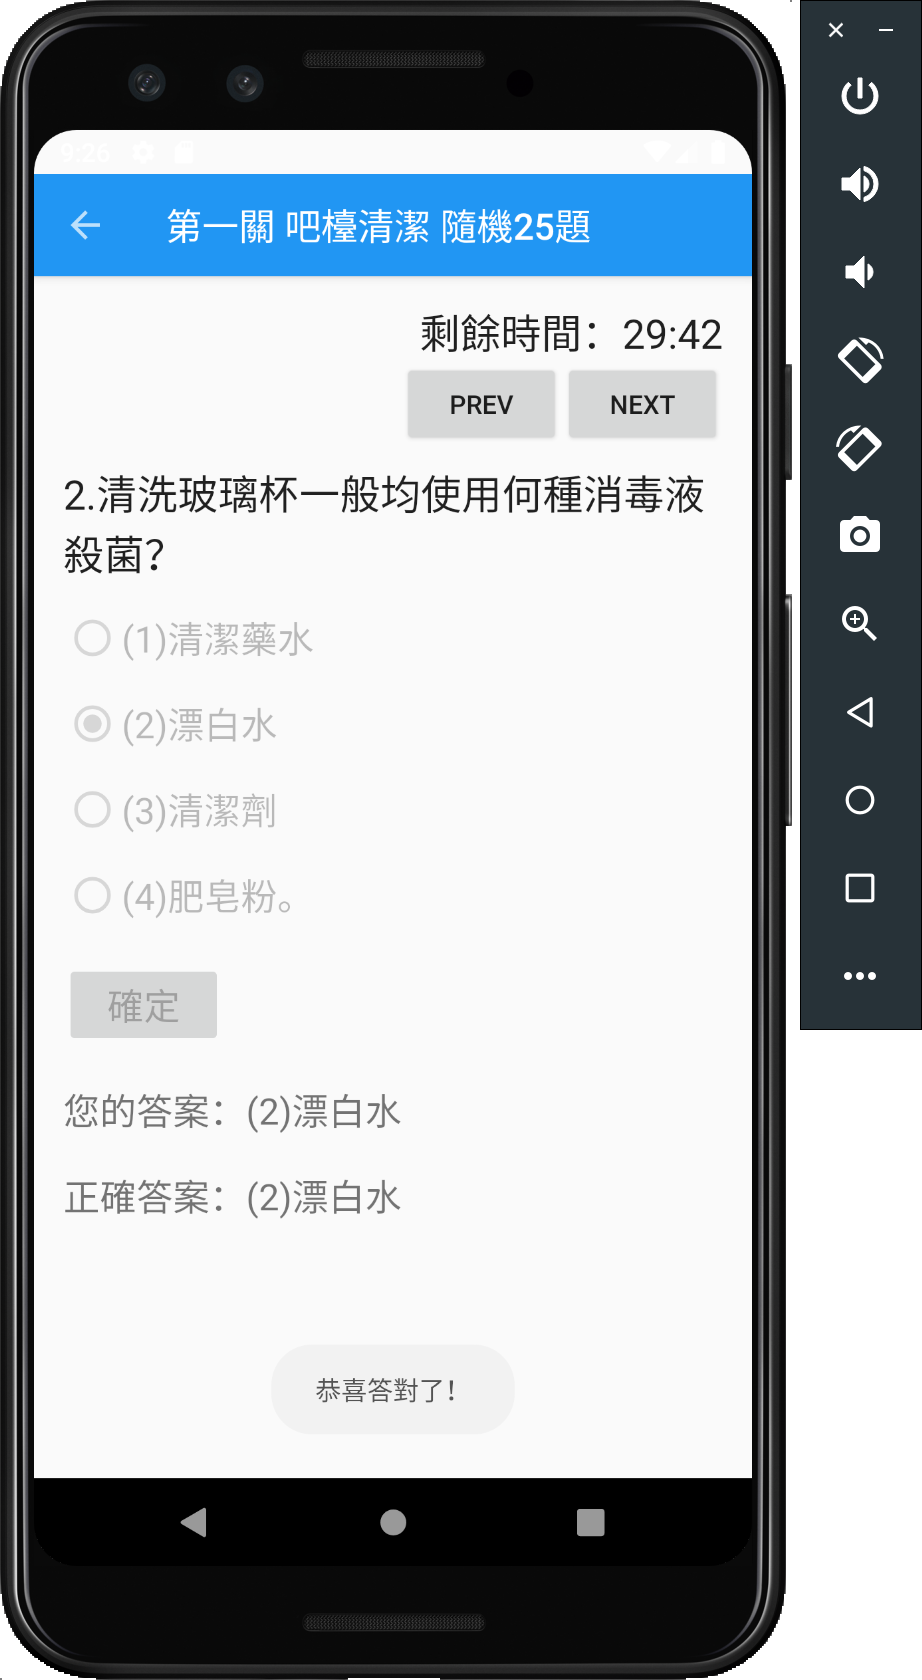 9:26
第一關 吧檯清潔 隨機25題
剩餘時間：29:42
PREV NEXT
2.清洗玻璃杯一般均使用何種消毒液
殺菌？
(1)清潔藥水
(2)漂白水
(3)清潔劑
(4)肥皂粉。
確定
您的答案：(2)漂白水
正確答案：(2)漂白水
恭喜答對了！